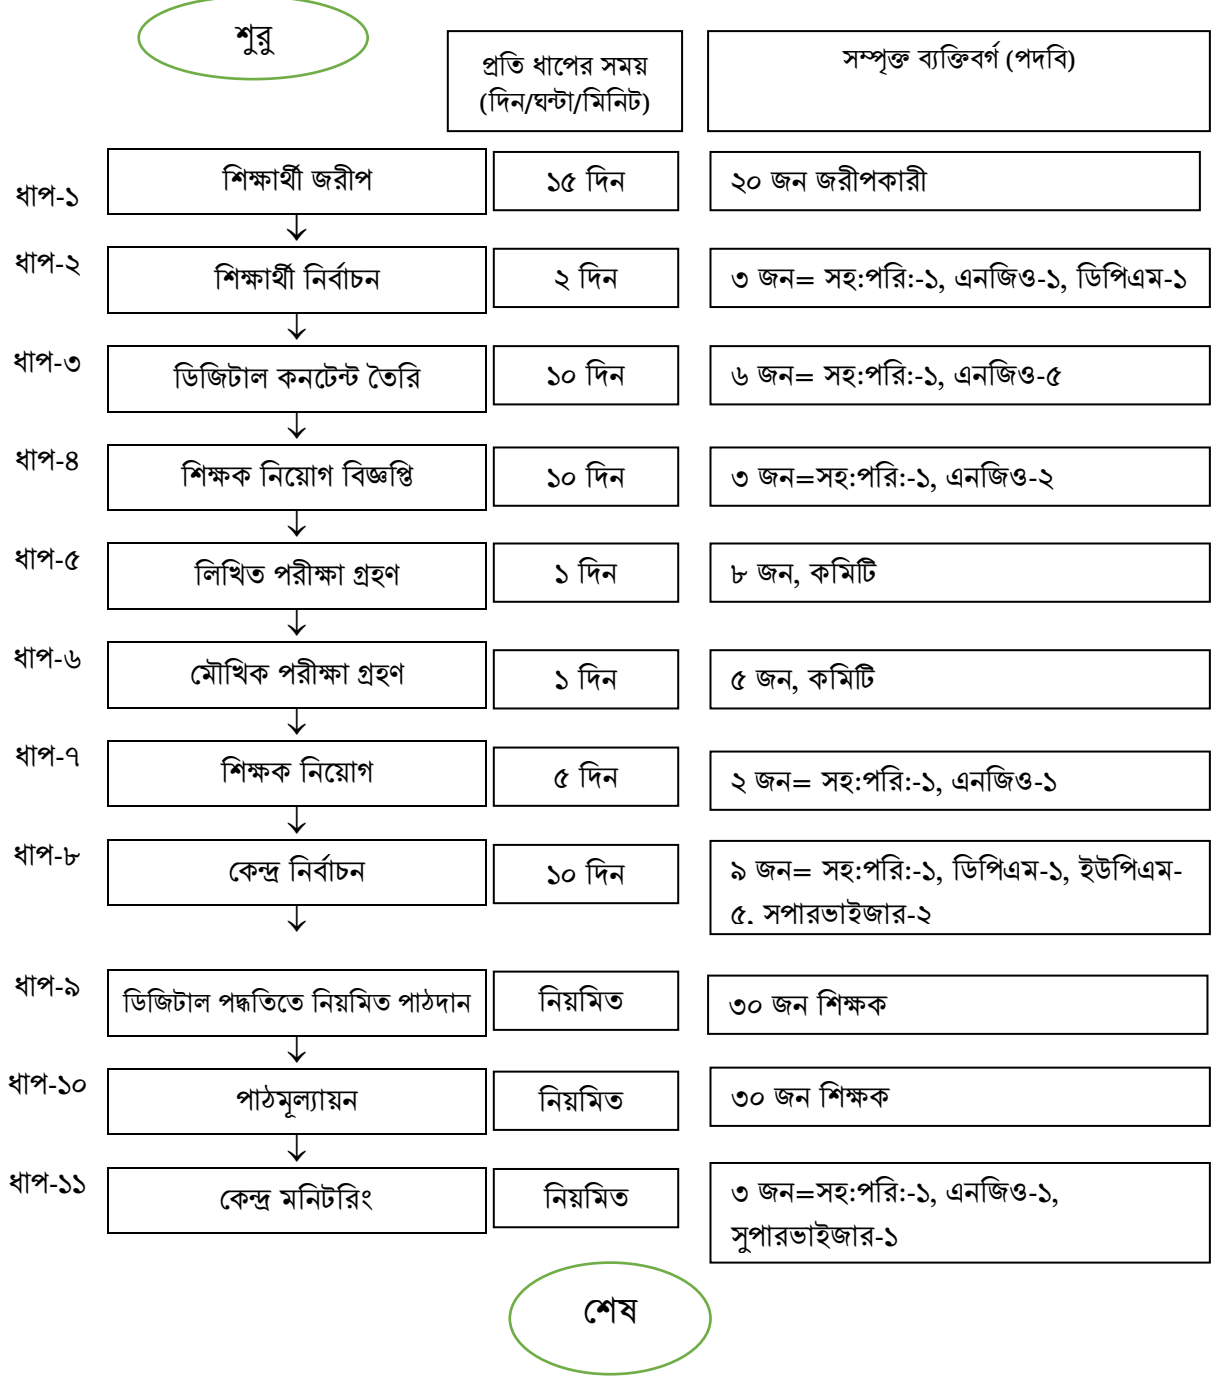 শুরু
প্রতি ধাপের সময়
(দিন/ঘন্টা/মিনিট)
সম্পৃক্ত ব্যক্তিবর্গ (পদবি)
ধাপ-১
শিক্ষার্থী জরীপ
১৫ দিন
২০ জন জরীপকারী
ধাপ-২
শিক্ষার্থী নির্বাচন
২ দিন
৩ জন= সহ:পরি:-১, এনজিও-১, ডিপিএম-১
ধাপ-৩
ডিজিটাল কনটেন্ট তৈরি
১০ দিন
৬ জন= সহ:পরি:-১, এনজিও-৫
ধাপ-৪
শিক্ষক নিয়োগ বিজ্ঞপ্তি
১০ দিন
৩ জন=সহ:পরি:-১, এনজিও-২
ধাপ-৫
লিখিত পরীক্ষা গ্রহণ
১ দিন
৮ জন, কমিটি
ধাপ-৬
মৌখিক পরীক্ষা গ্রহণ
১ দিন
৫ জন, কমিটি
ধাপ-৭
শিক্ষক নিয়োগ
৫ দিন
২ জন= সহ:পরি:-১, এনজিও-১
ধাপ-৮
কেন্দ্র নির্বাচন
১০ দিন
৯ জন= সহ:পরি:-১, ডিপিএম-১, ইউপিএম-
৫, সুপারভাইজার-২
ধাপ-৯
ডিজিটাল পদ্ধতিতে নিয়মিত পাঠদান
নিয়মিত
৩০ জন শিক্ষক
ধাপ-১০
পাঠমূল্যায়ন
নিয়মিত
৩০ জন শিক্ষক
ধাপ-১১
কেন্দ্র মনিটরিং
নিয়মিত
৩ জন=সহ:পরি:-১, এনজিও-১,
সুপারভাইজার-১
শেষ